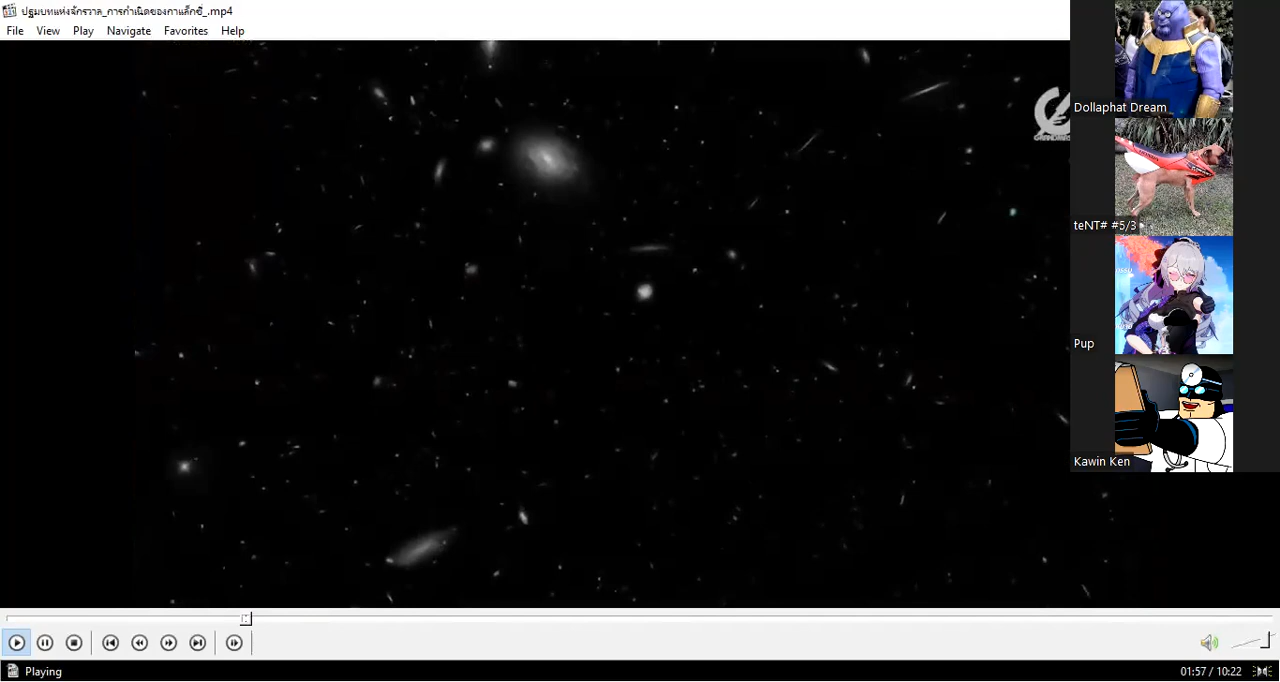 ปฐมบทแห่งจักรวาล_การกำเนิดของกาแล็กซี่_.mp4
File View Play Navigate Favorites Help
Dollaphat Dream
teNT# #5/3
Pup
Kawin Ken
Playing
01:57 / 10:22